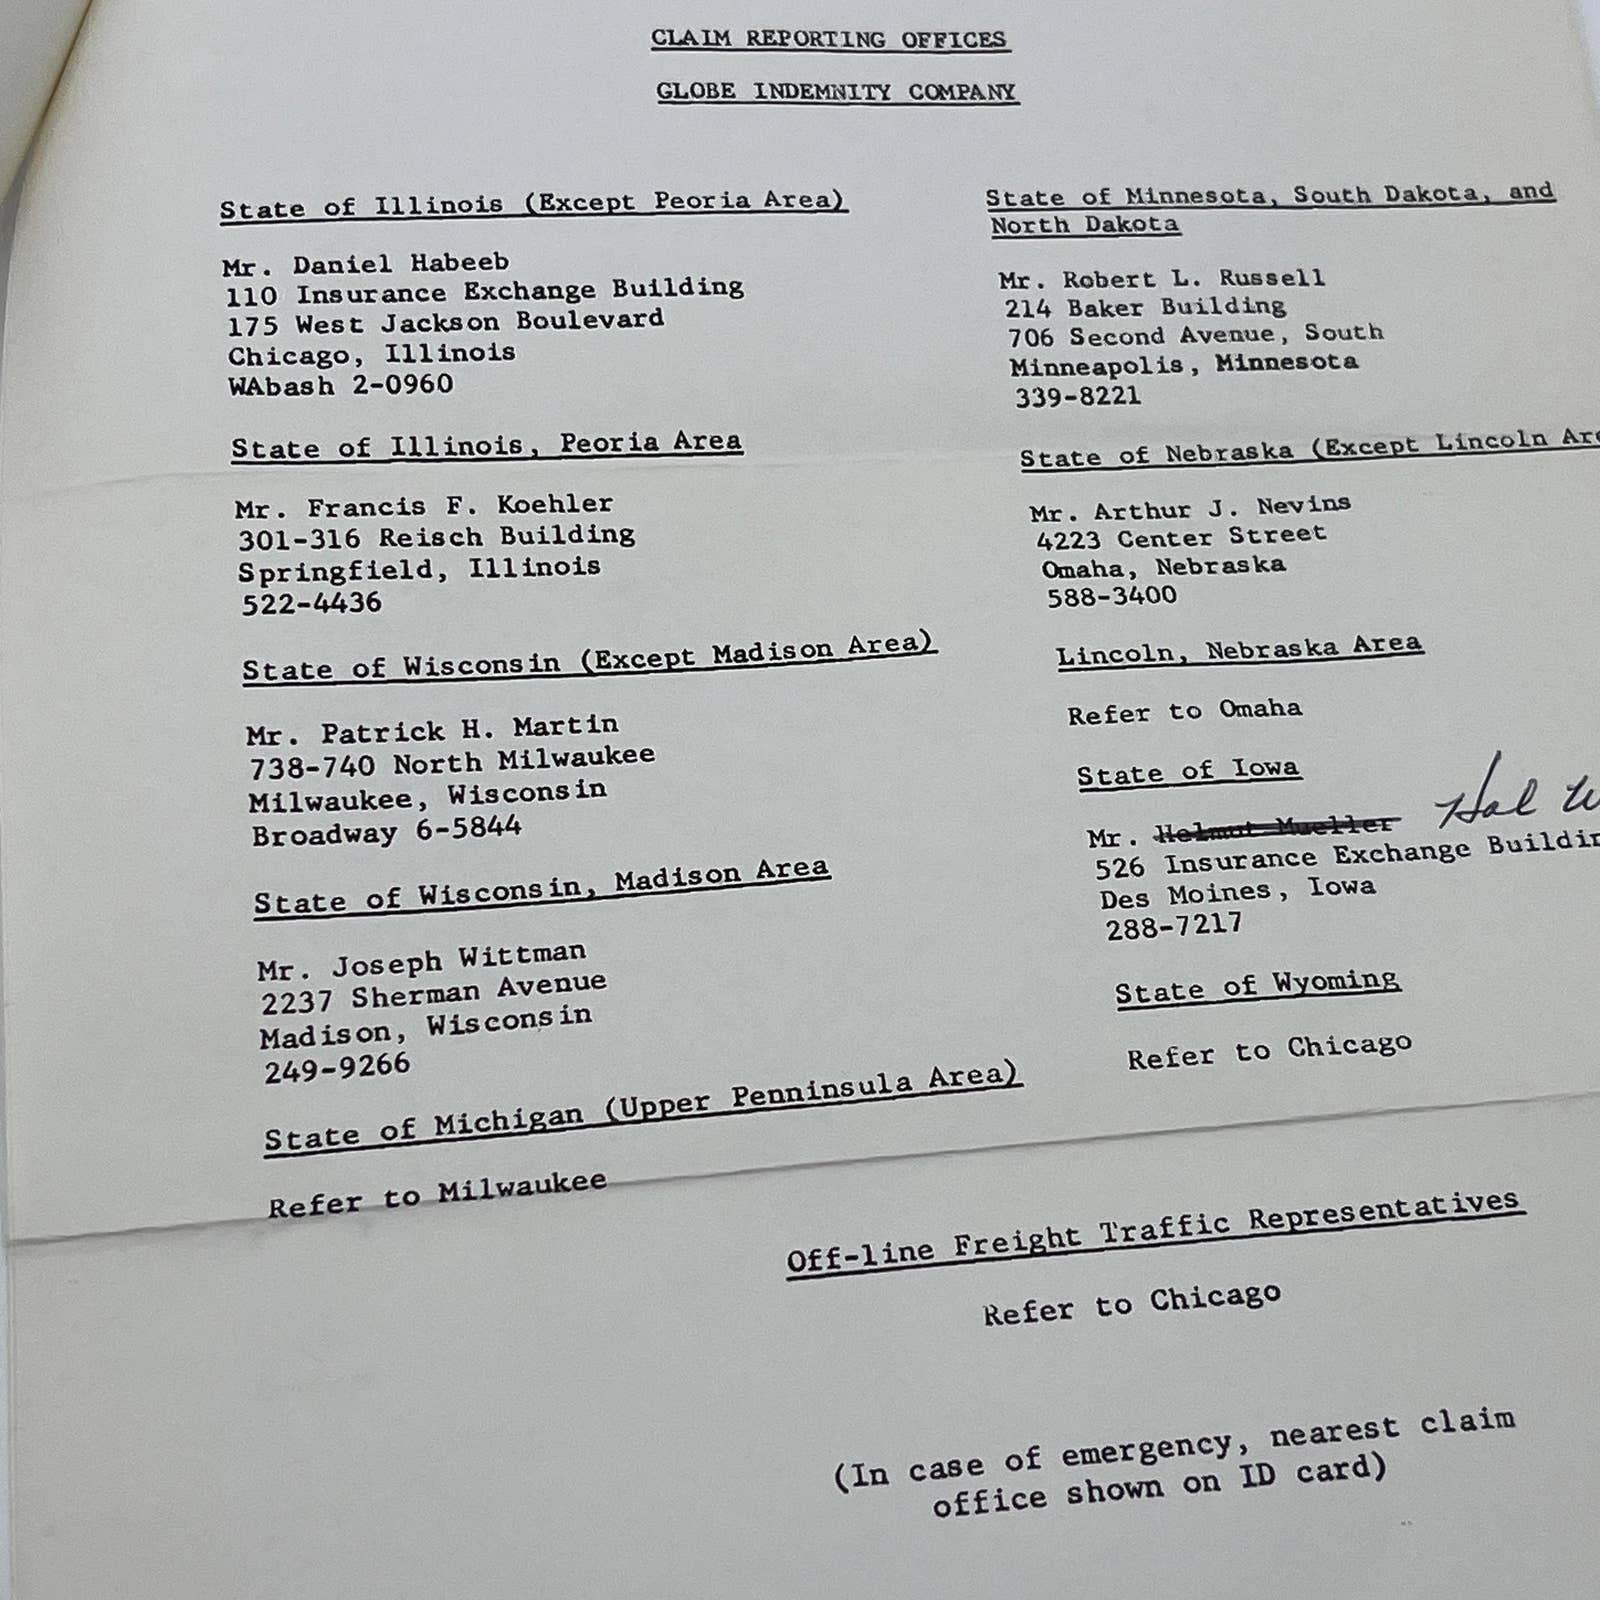 CLAIM REPORTING OFFICES
GLOBE INDEMNITY COMPANY
State of Illinois (Except Peoria Area)
Mr. Daniel Habeeb
110 Insurance Exchange Building
175 West Jackson Boulevard
Chicago, Illinois
WAbash 2-0960
State of Illinois, Peoria Area
Mr. Francis F. Koehler
301-316 Reisch Building
Springfield, Illinois
522-4436
State of Wisconsin (Except Madison Area)
Mr. Patrick H. Martin
738-740 North Milwaukee
Milwaukee, Wisconsin
Broadway 6-5844
State of Wisconsin, Madison Area
Mr. Joseph Wittman
2237 Sherman Avenue
Madison, Wisconsin
249-9266
State of Michigan (Upper Penninsula Area)
Refer to Milwaukee
State of Minnesota, South Dakota, and
North Dakota
Mr. Robert L. Russell
214 Baker Building
706 Second Avenue, South
Minneapolis, Minnesota
339-8221
State of Nebraska (Except Lincoln
Mr. Arthur J. Nevins
4223 Center Street
Omaha, Nebraska
588-3400
Lincoln, Nebraska Area
Refer to Omaha
State of Iowa
Mr. Helmut Mueller Hal
526 Insurance Exchange
Des Moines, Iowa
288-7217
State of Wyoming
Refer to Chicago
Off-line Freight Traffic Representatives
Refer to Chicago
(In case of emergency, nearest claim
office shown on ID card)